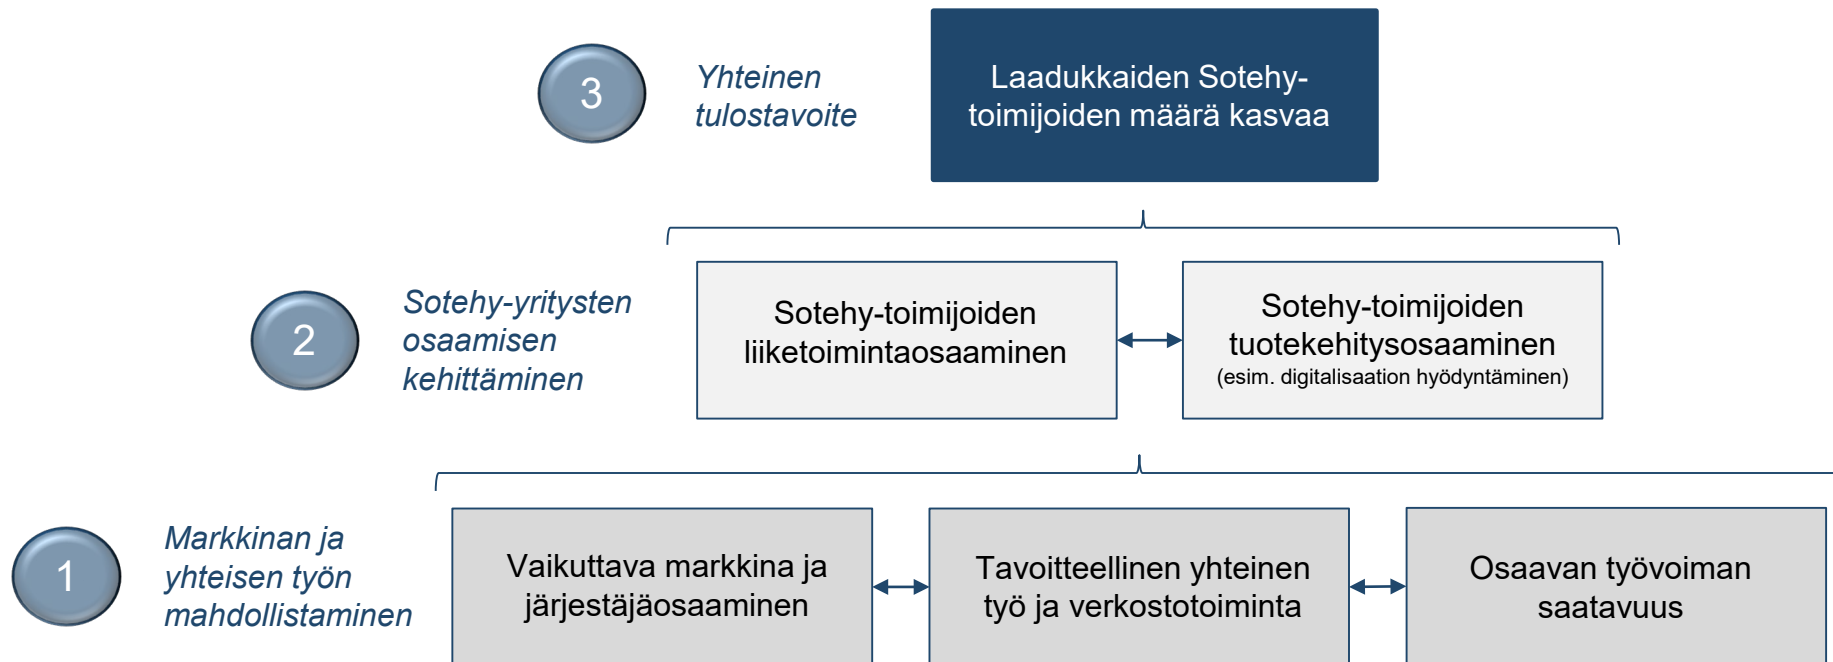 3
Yhteinen
tulostavoite
Laadukkaiden Sotehy-
toimijoiden määrä kasvaa
2
Sotehy-yritysten
osaamisen
kehittäminen
Sotehy-toimijoiden
liiketoimintaosaaminen
Sotehy-toimijoiden
tuotekehitysosaaminen
(esim. digitalisaation hyödyntäminen)
1
Markkinan ja
yhteisen työn
mahdollistaminen
Vaikuttava markkina ja
järjestäjäosaaminen
Tavoitteellinen yhteinen
työ ja verkostotoiminta
Osaavan työvoiman
saatavuus